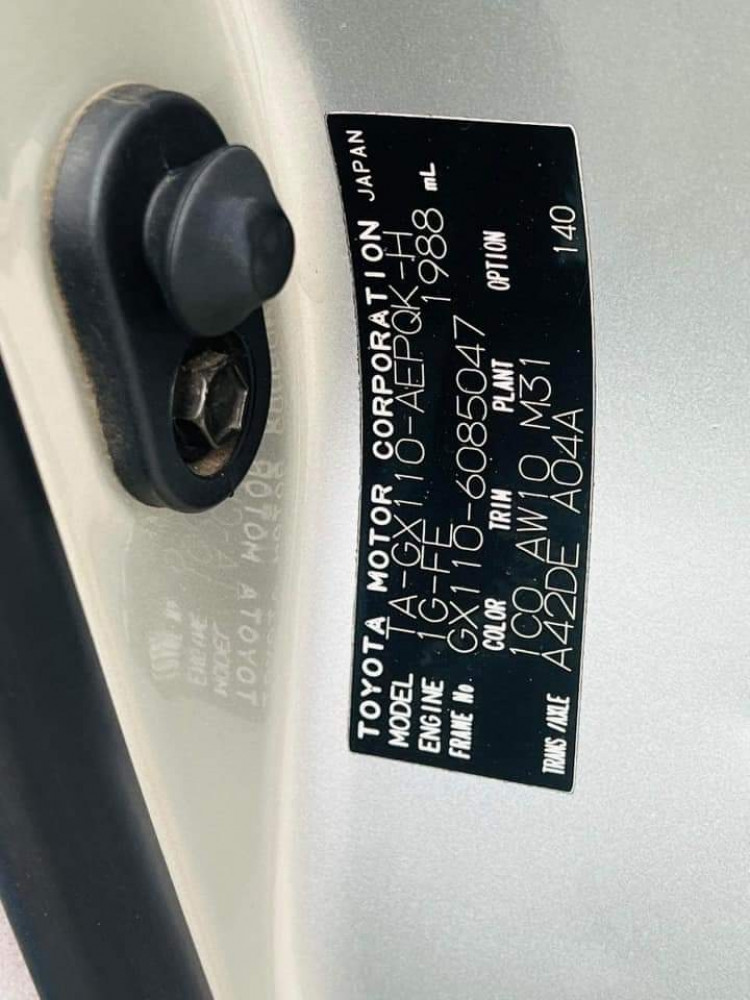 TOYOTA MOTOR CORPORATION JAPAN
MODEL TA-GX110-AEPQK-H
ENGINE 1G-FE 1988 mL
FRAME No. GX110-6085047
COLOR TRIM PLANT OPTION
1C0 AW10 M31
TRANS/AXLE A42DE A04A 140